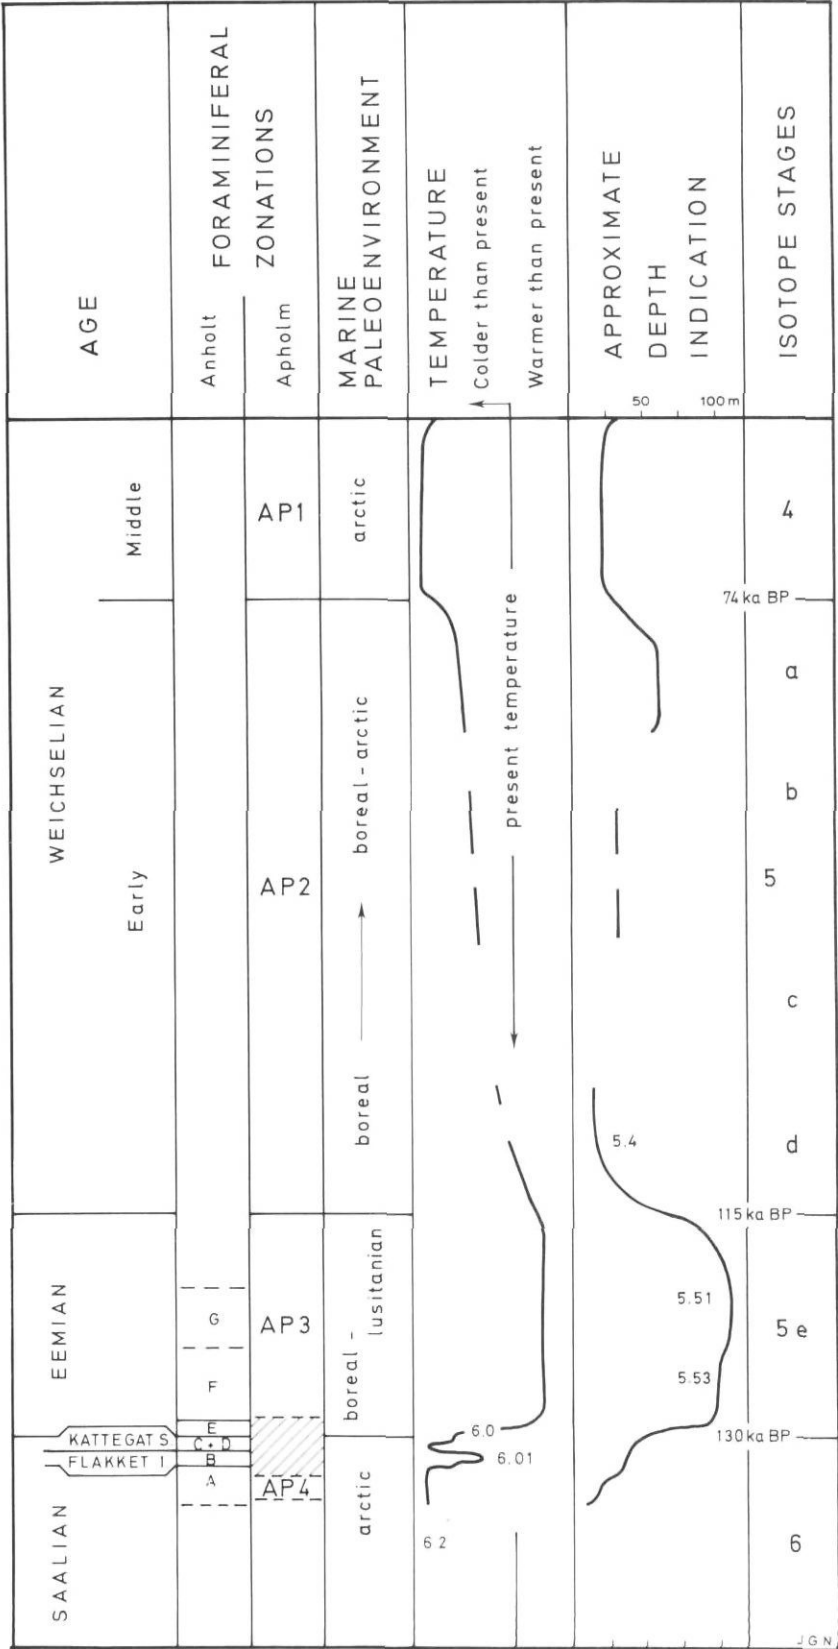 AGE
FORAMINIFERAL
ZONATIONS
Anholt
Apholm
MARINE
PALEOENVIRONMENT
TEMPERATURE
Colder than present
Warmer than present
APPROXIMATE
DEPTH
INDICATION
50
100 m
ISOTOPE STAGES
WEICHSELIAN
Middle
AP1
arctic
4
74 ka BP
Early
AP2
boreal - arctic
boreal
present temperature
a
b
5
c
d
5.4
115 ka BP
EEMIAN
G
F
E
AP3
boreal -
lusitanian
5.51
5.53
5 e
KATTEGAT S
C + D
6.0
130 ka BP
FLAKKET I
B
6.01
A
AP4
SAALIAN
arctic
6.2
6
J G N